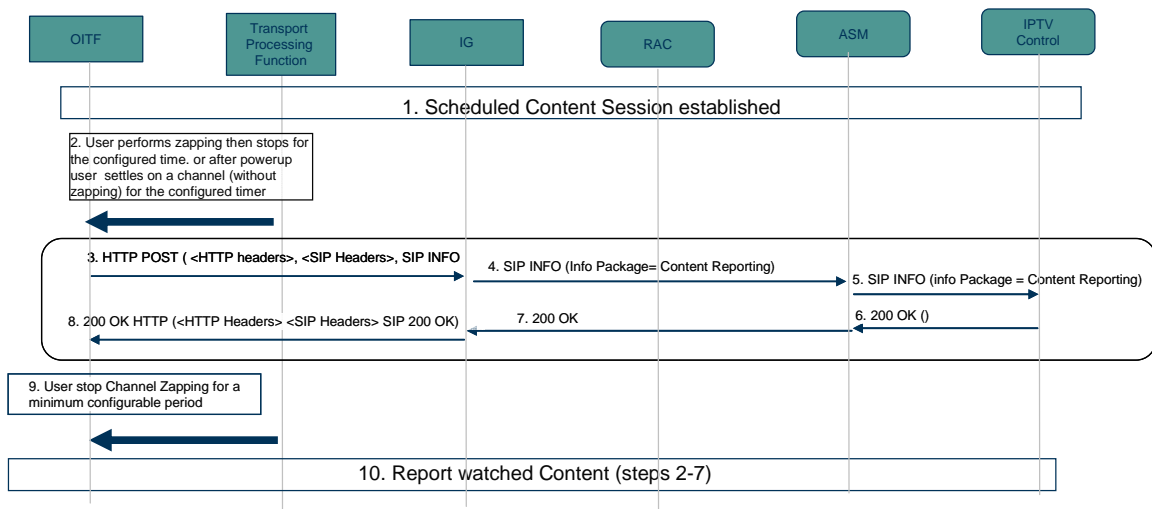 OITF
Transport
Processing
Function
IG
RAC
ASM
IPTV
Control
1. Scheduled Content Session established
2. User performs zapping then stops for
the configured time. or after powerup
user settles on a channel (without
zapping) for the configured timer
3. HTTP POST ( <HTTP headers>, <SIP Headers>, SIP INFO
4. SIP INFO (Info Package= Content Reporting)
5. SIP INFO (info Package = Content Reporting)
8. 200 OK HTTP (<HTTP Headers> <SIP Headers> SIP 200 OK)
7. 200 OK
6. 200 OK ()
9. User stop Channel Zapping for a
minimum configurable period
10. Report watched Content (steps 2-7)